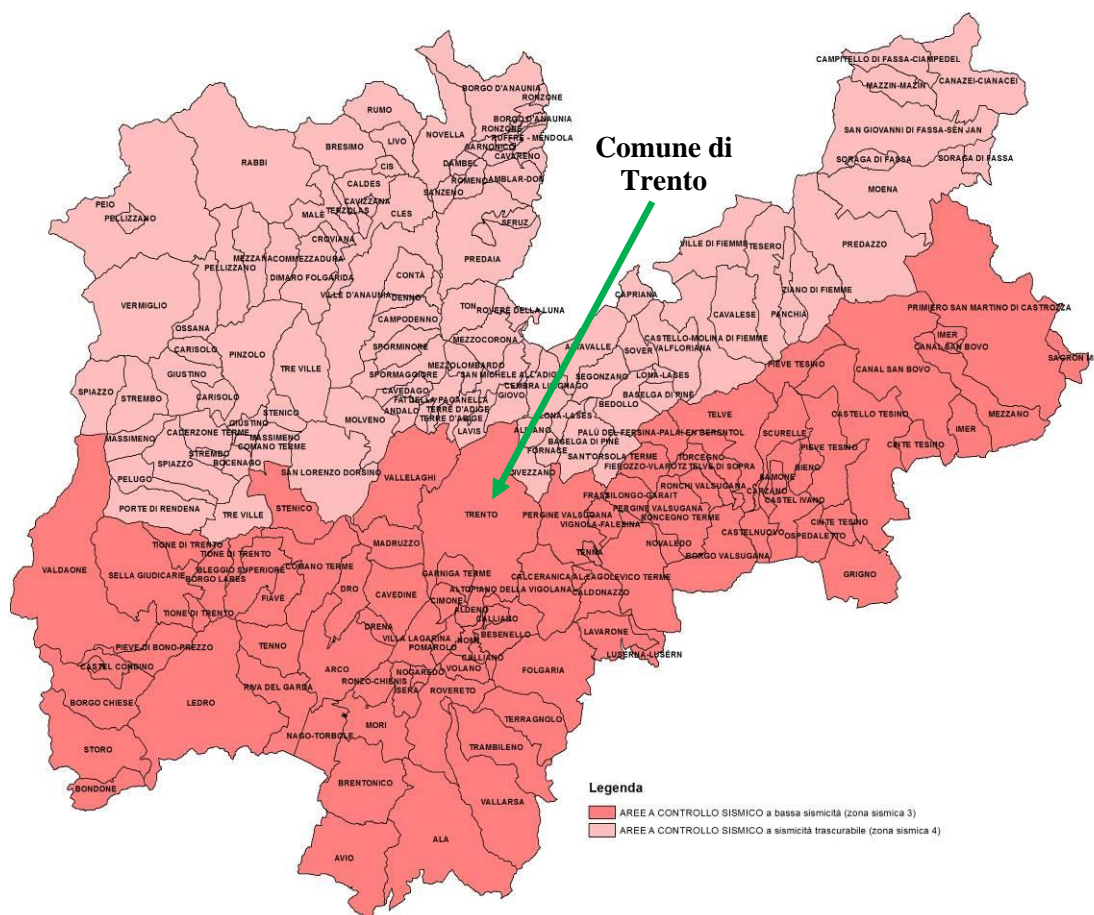 CAMPITELLO DI FASSA-CIAMPEDEL
CANAZEI-CIANACEI
MAZZIN-MAZIN
BORGO D'ANAUNIA
RONZONE
RUMO
BORGO D'ANAUNIA
RONZONE
NOVELLA
RUFFRÈ - MENDOLA
SAN GIOVANNI DI FASSA-SÈN JAN
LIVO
BRESIMO
SARNONICO
CAVARENO
Comune di
Trento
RABBI
CIS
DAMBEL
SORAGA DI FASSA
SORAGA DI FASSA
CALDES
ROMENO
AMBLAR-DON
MOENA
SANZENO
CAVIZZANA
PEIO
PELLIZZANO
MALÈ
TERZOLAS
CLES
SFRUZ
CROVIANA
VILLE DI FIEMME
TESERO
PREDAZZO
MEZZANA
COMMEZZADURA
PREDAIA
PELLIZZANO
DIMARO FOLGARIDA
CONTÀ
ZIANO DI FIEMME
VILLE D'ANAUNIA
DENNO
CAPRIANA
VERMIGLIO
TON
ROVERÈ DELLA LUNA
PANCHIÀ
CAVALESE
PRIMIERO SAN MARTINO DI CASTROZZA
CAMPODENNO
OSSANA
MEZZOCORONA
CASTELLO-MOLINA DI FIEMME
IMER
CARISOLO
PINZOLO
SPORMINORE
ALTAVALLE
SOVER
VALFLORIANA
CANAL SAN BOVO
SAGRON MI
PIEVE TESINO
GIUSTINO
TRE VILLE
SPORMAGGIORE
MEZZOLOMBARDO
SAN MICHELE ALL'ADIGE
SEGONZANO
LONA-LASES
CANAL SAN BOVO
SPIAZZO
STREMBO
CARISOLO
CAVEDAGO
CEMBRA LISIGNAGO
FAI DELLA PAGANELLA
GIOVO
BASELGA DI PINÈ
BEDOLLO
ANDALO
TERRE D'ADIGE
STENICO
MOLVENO
LONA-LASES
TELVE
CASTELLO TESINO
MEZZANO
GIUSTINO
TERRE D'ADIGE
MASSIMENO
CADERZONE TERME
MASSIMENO
LAVIS
ALBIANO
PALÙ DEL FERSINA-PALAI EN BERSNTOL
SCURELLE
IMER
COMANO TERME
BASELGA DI PINÈ
PIEVE TESINO
CINTE TESINO
STREMBO
FORNACE
SANT'ORSOLA TERME
TORCEGNO
SPIAZZO
BOCENAGO
SAN LORENZO DORSINO
VALLELAGHI
CIVEZZANO
FIEROZZO-VLAROTZ
TELVE DI SOPRA
BIENO
PELUGO
SAMONE
RONCHI VALSUGANA
CARZANO
FRASSILONGO-GARAIT
CASTEL IVANO
PORTE DI RENDENA
TRE VILLE
STENICO
TRENTO
PERGINE VALSUGANA
PERGINE VALSUGANA
RONCEGNO TERME
VIGNOLA-FALESINA
CINTE TESINO
TIONE DI TRENTO
CASTELNUOVO
OSPEDALETTO
MADRUZZO
NOVALEDO
TIONE DI TRENTO
TENNA
BORGO VALSUGANA
VALDAONE
COMANO TERME
BLEGGIO SUPERIORE
GARNIGA TERME
GRIGNO
SELLA GIUDICARIE
BORGO LARES
CALCERANICA AL LAGO
LEVICO TERME
DRO
CAVEDINE
ALTOPIANO DELLA VIGOLANA
CALDONAZZO
FIAVÈ
CIMONE
TIONE DI TRENTO
ALDENO
CALLIANO
DRENA
LAVARONE
VILLA LAGARINA
NOMI
BESENELLO
PIEVE DI BONO-PREZZO
TENNO
POMAROLO
LUSERNA-LUSÉRN
CALLIANO
CASTEL CONDINO
ARCO
NOGAREDO
VOLANO
FOLGARIA
RONZO-CHIENIS
RIVA DEL GARDA
ISERA
ROVERETO
BORGO CHIESE
LEDRO
TERRAGNOLO
MORI
NAGO-TORBOLE
TRAMBILENO
STORO
BRENTONICO
BONDONE
VALLARSA
ALA
AVIO
Legenda
AREE A CONTROLLO SISMICO a bassa sismicità (zona sismica 3)
AREE A CONTROLLO SISMICO a sismicità trascurabile (zona sismica 4)